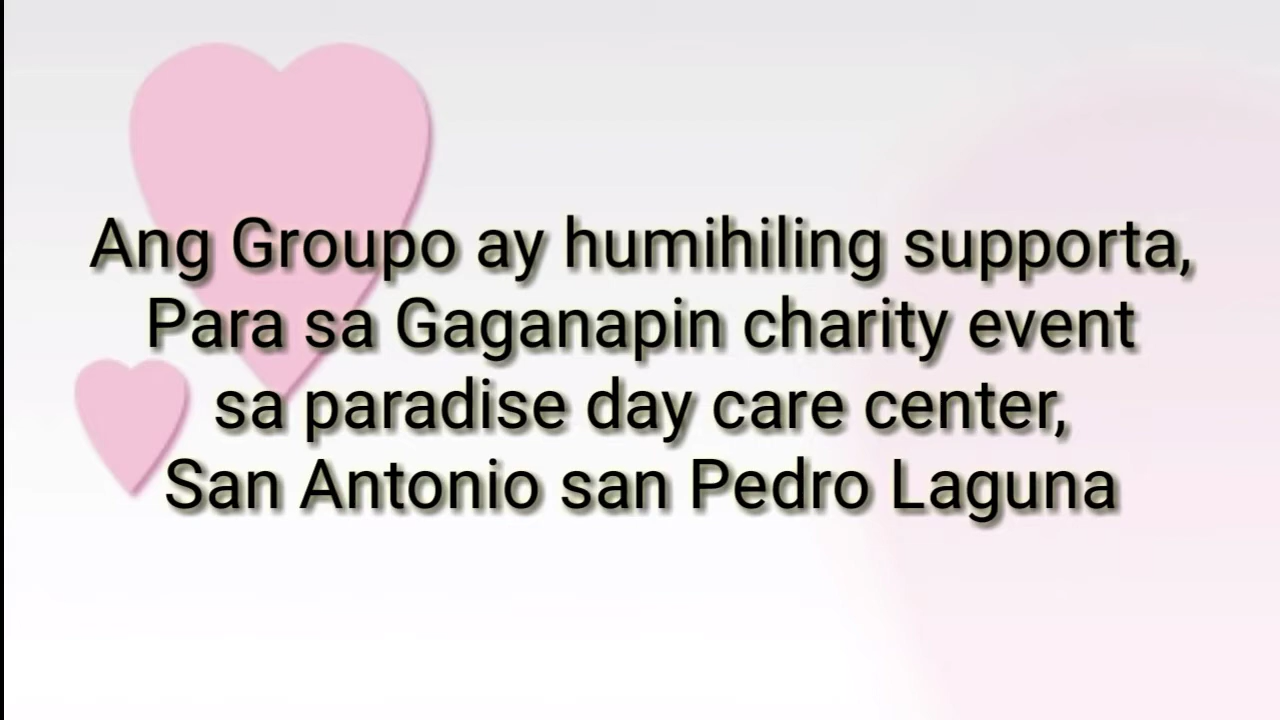 Ang Groupo ay humihiling supporta,
Para sa Gaganapin charity event
sa paradise day care center,
San Antonio san Pedro Laguna